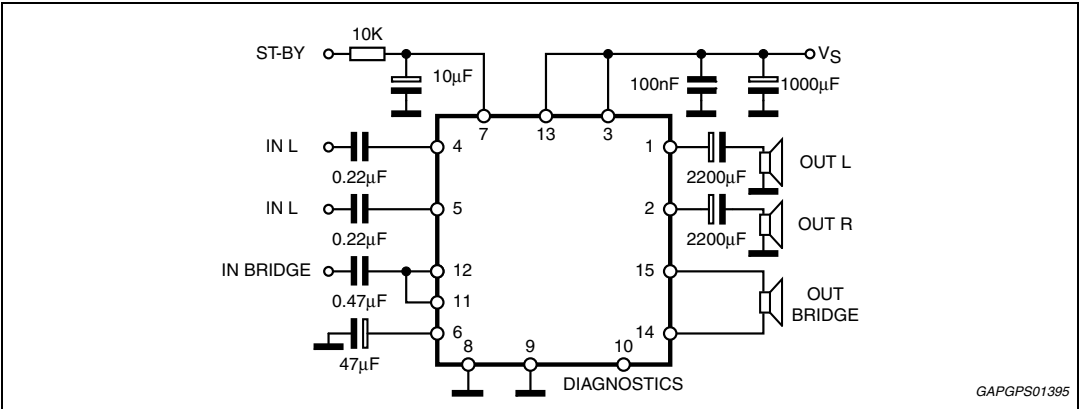 10K
ST-BY
10µF
100nF
1000µF
VS
7
13
3
IN L
0.22µF
4
1
2200µF
OUT L
IN L
0.22µF
5
2
2200µF
OUT R
IN BRIDGE
0.47µF
12
11
15
14
OUT
BRIDGE
47µF
6
8
9
10
DIAGNOSTICS
GAPGPS01395